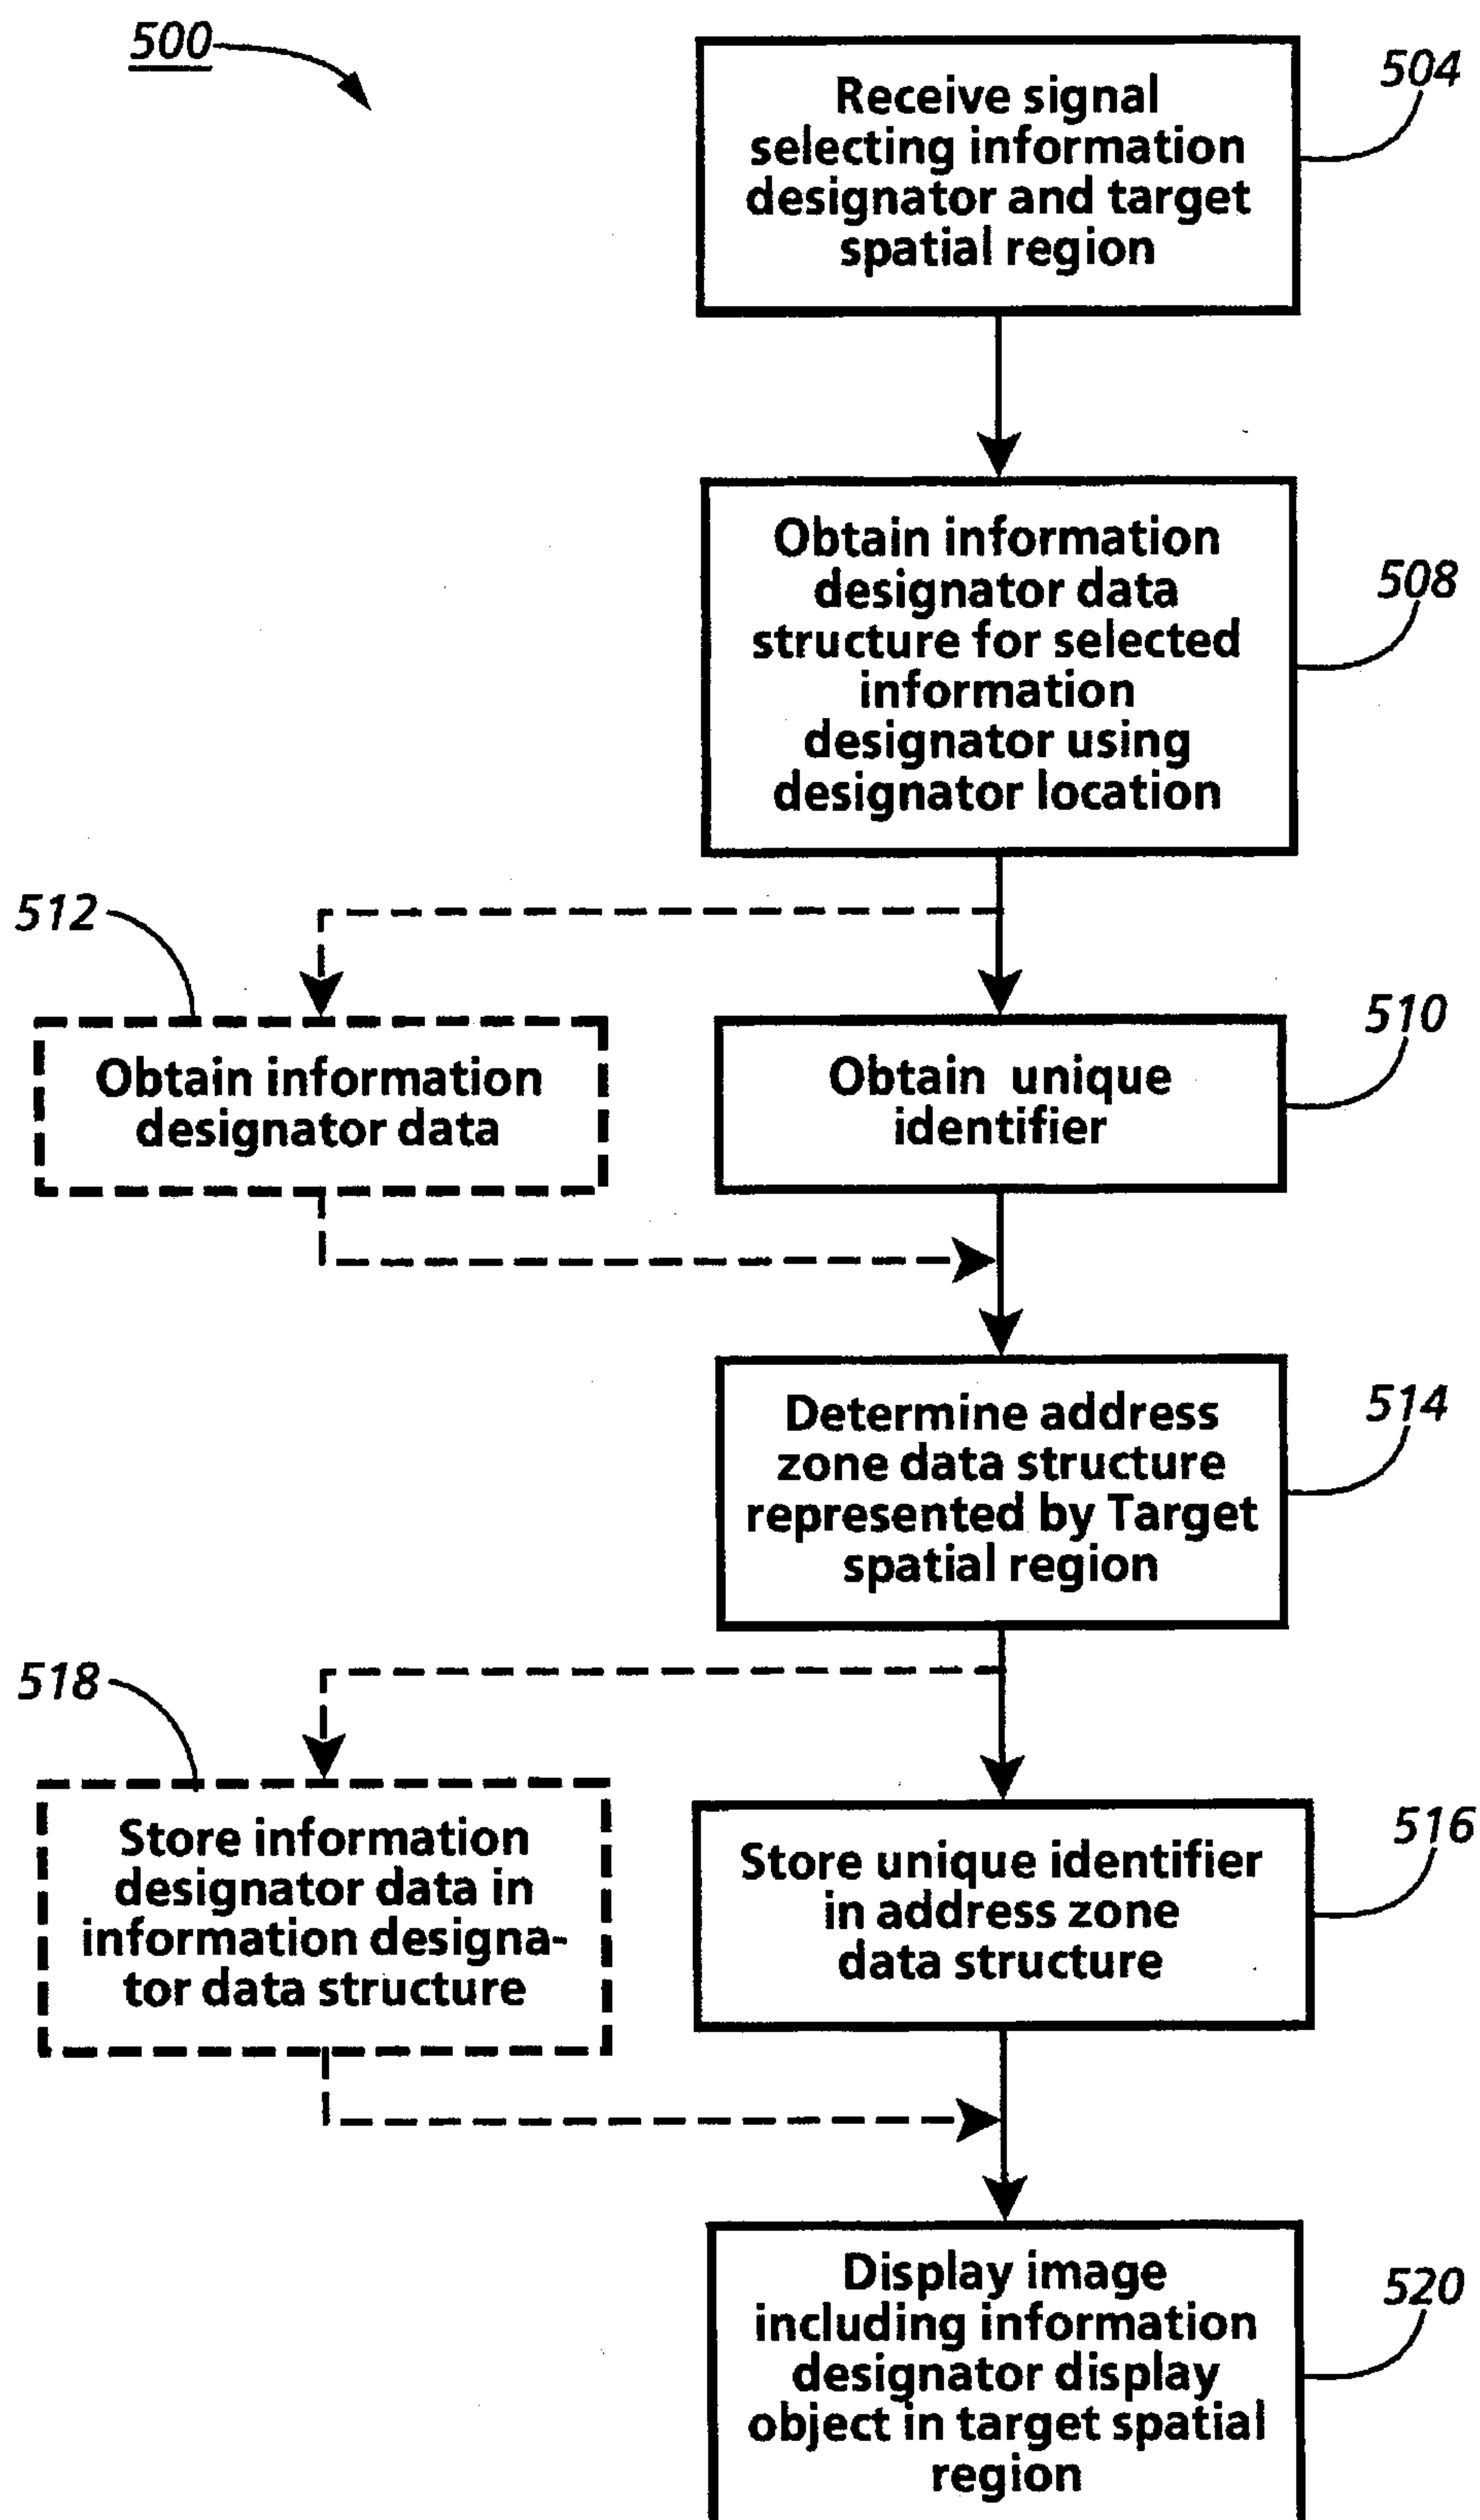 500
504
Receive signal
selecting information
designator and target
spatial region
508
Obtain information
designator data
structure for selected
information
designator using
designator location
512
Obtain information
designator data
510
Obtain unique
identifier
514
Determine address
zone data structure
represented by Target
spatial region
518
Store information
designator data in
information designa-
tor data structure
516
Store unique identifier
in address zone
data structure
520
Display image
including information
designator display
object in target spatial
region